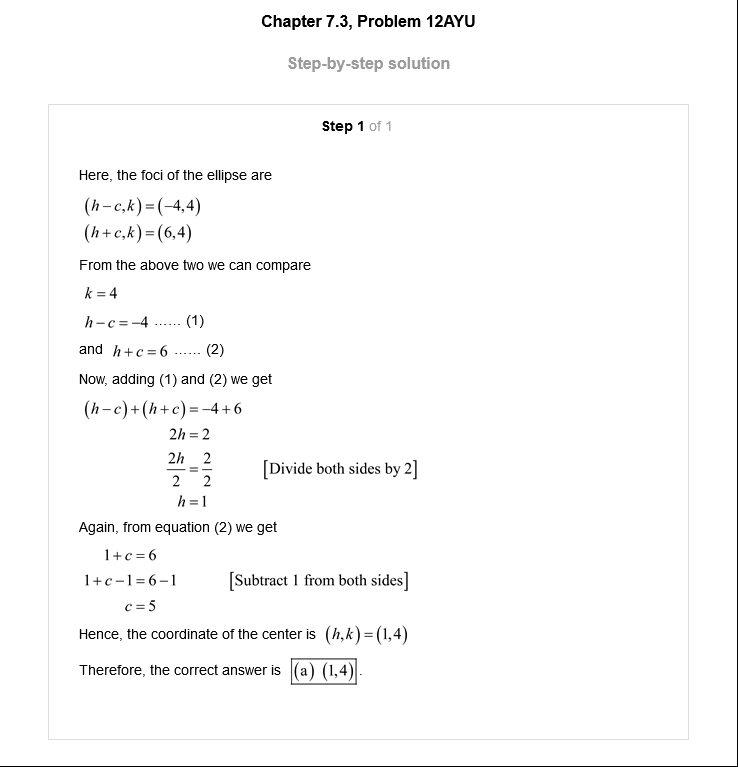 Chapter 7.3, Problem 12AYU
Step-by-step solution
Step 1 of 1
Here, the foci of the ellipse are
(h−c,k)=(−4,4)
(h+c,k)=(6,4)
From the above two we can compare
k=4
h−c=−4 ...... (1)
and h+c=6 ...... (2)
Now, adding (1) and (2) we get
(h−c)+(h+c)=−4+6
2h=2
2h/2=2/2 [Divide both sides by 2]
h=1
Again, from equation (2) we get
1+c=6
1+c−1=6−1 [Subtract 1 from both sides]
c=5
Hence, the coordinate of the center is (h,k)=(1,4)
Therefore, the correct answer is (a) (1,4).